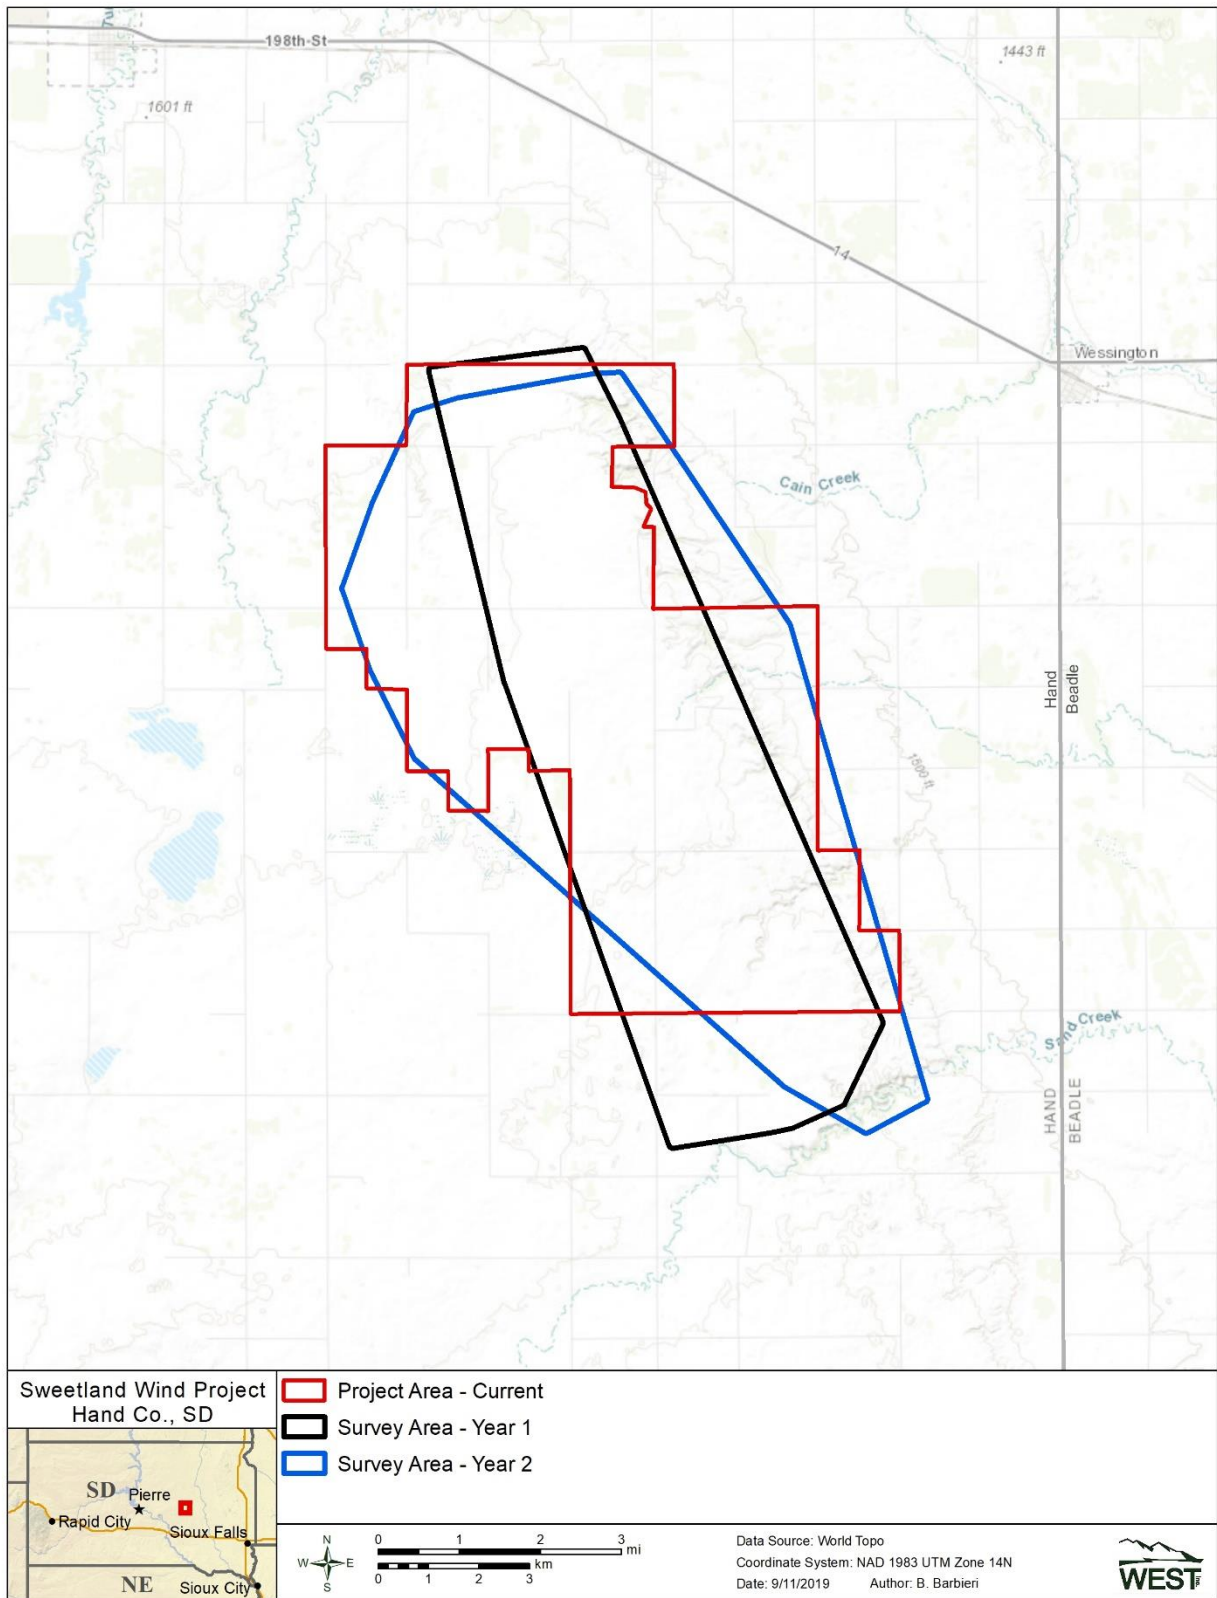 198th-St
1443 ft
1601 ft
14
Wessington
Cain Creek
Hand
Beadle
1500 ft
Sand Creek
HAND
BEADLE
Sweetland Wind Project
Hand Co., SD
Project Area - Current
Survey Area - Year 1
Survey Area - Year 2
SD
Pierre
Rapid City
Sioux Falls
NE
Sioux City
N
W E
S
0 1 2 3
mi
km
0 1 2 3
Data Source: World Topo
Coordinate System: NAD 1983 UTM Zone 14N
Date: 9/11/2019 Author: B. Barbieri
WEST